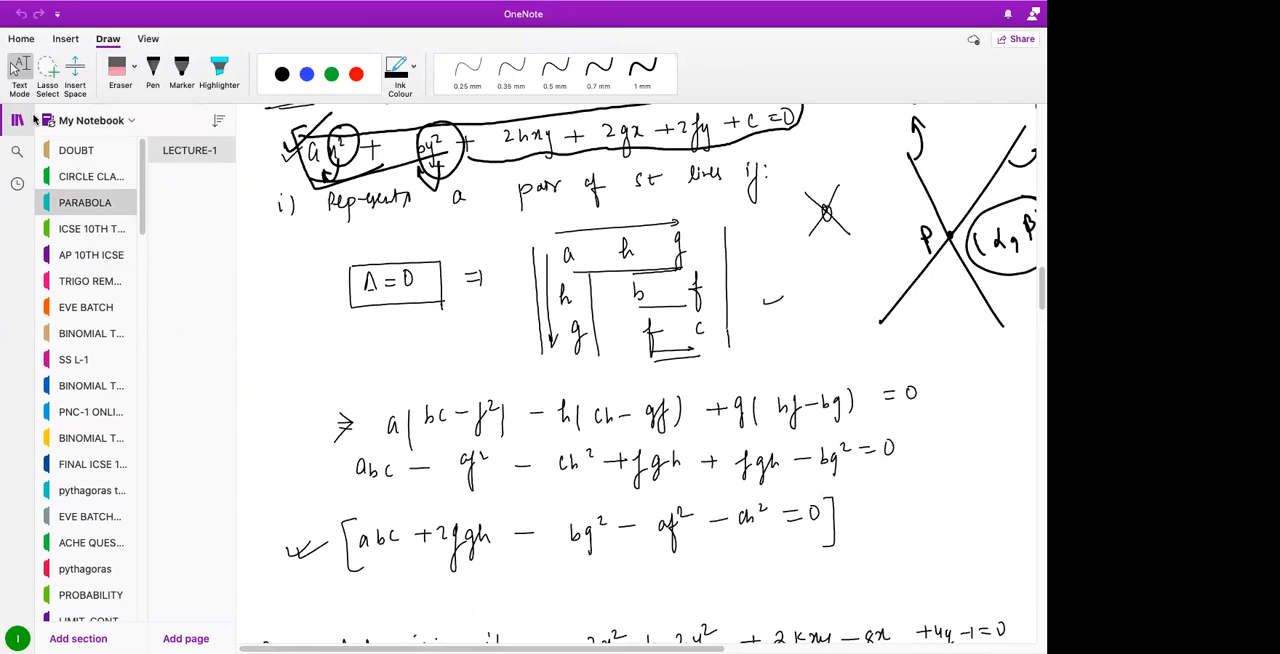 OneNote
Home Insert Draw View
Share
Text Mode
Lasso Select
Insert Space
Eraser
Pen
Marker
Highlighter
0.25 mm
0.35 mm
0.5 mm
0.7 mm
1 mm
Ink Colour
My Notebook
DOUBT
CIRCLE CLA...
PARABOLA
ICSE 10TH T...
AP 10TH ICSE
TRIGO REM...
EVE BATCH
BINOMIAL T...
SS L-1
BINOMIAL T...
PNC-1 ONLI...
BINOMIAL T...
FINAL ICSE 1...
pythagoras t...
EVE BATCH...
ACHE QUES...
pythagoras
PROBABILITY
I
Add section
LECTURE-1
Add page
+ by² + 2hxy + 2gx + 2fy + c = 0
i) Represents a pair of st lines if:
Δ = 0 ⇒
a h g
h b f
g f c
P
⇒ a(bc - f²) - h(ch - gf) + g(hf - bg) = 0
abc - af² - ch² + fgh + fgh - bg² = 0
[abc + 2fgh - bg² - af² - ch² = 0]
+ 2kxy - 8x + 4y - 1 = 0